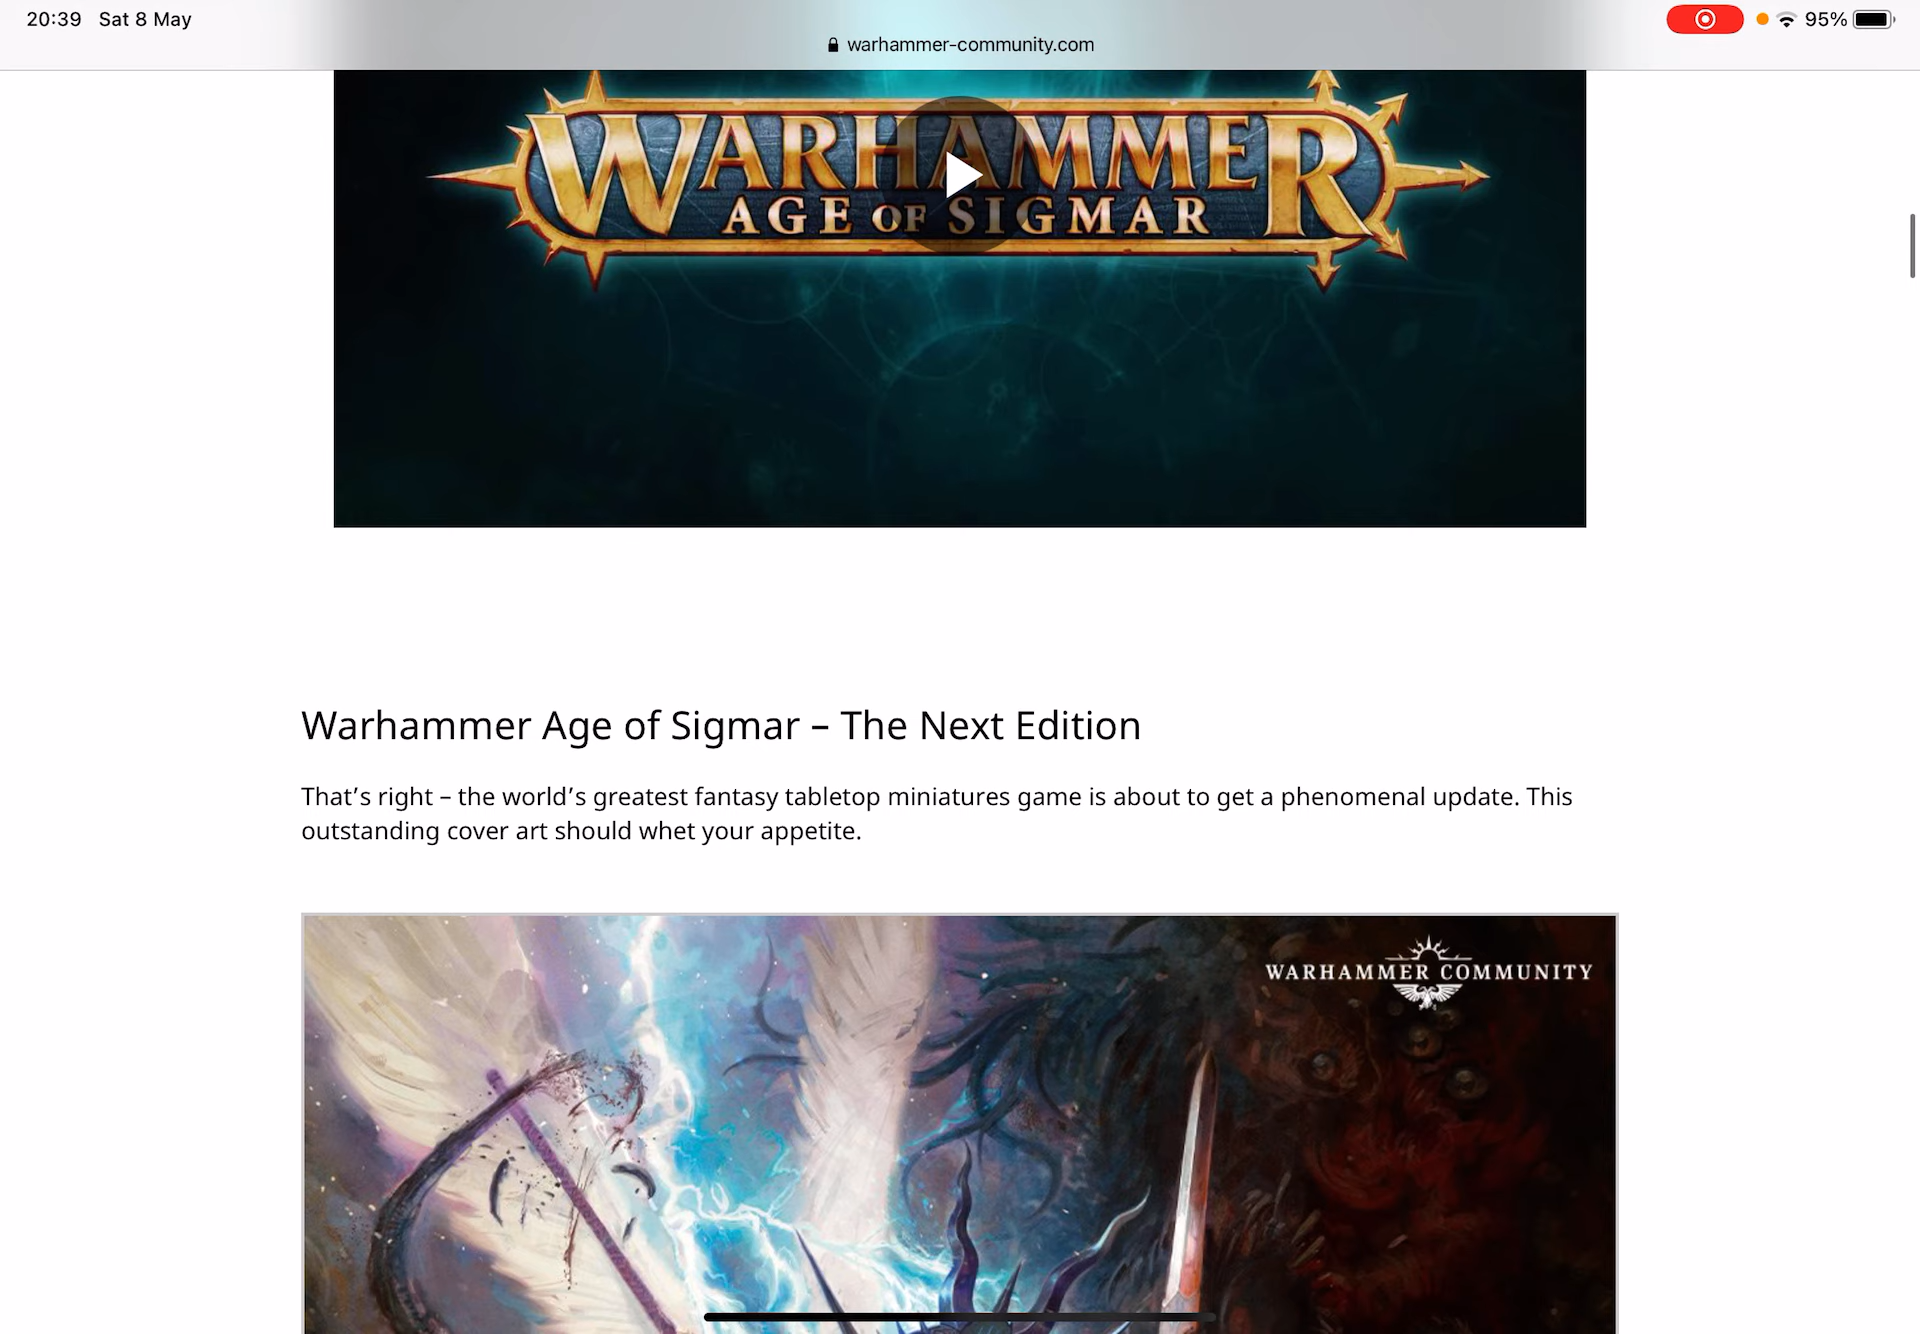 20:39 Sat 8 May
95%
warhammer-community.com
WARHAMMER
AGE OF SIGMAR
Warhammer Age of Sigmar – The Next Edition
That’s right – the world’s greatest fantasy tabletop miniatures game is about to get a phenomenal update. This
outstanding cover art should whet your appetite.
WARHAMMER COMMUNITY